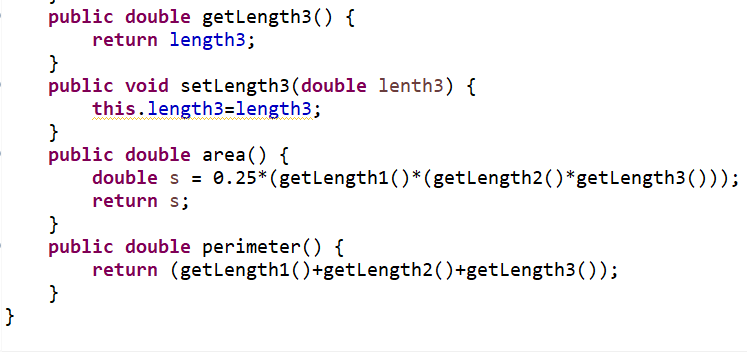 public double getLength3() {
return length3;
}
public void setLength3(double lenth3) {
this.length3=length3;
}
public double area() {
double s = 0.25*(getLength1()*(getLength2()*getLength3()));
return s;
}
public double perimeter() {
return (getLength1()+getLength2()+getLength3());
}
}